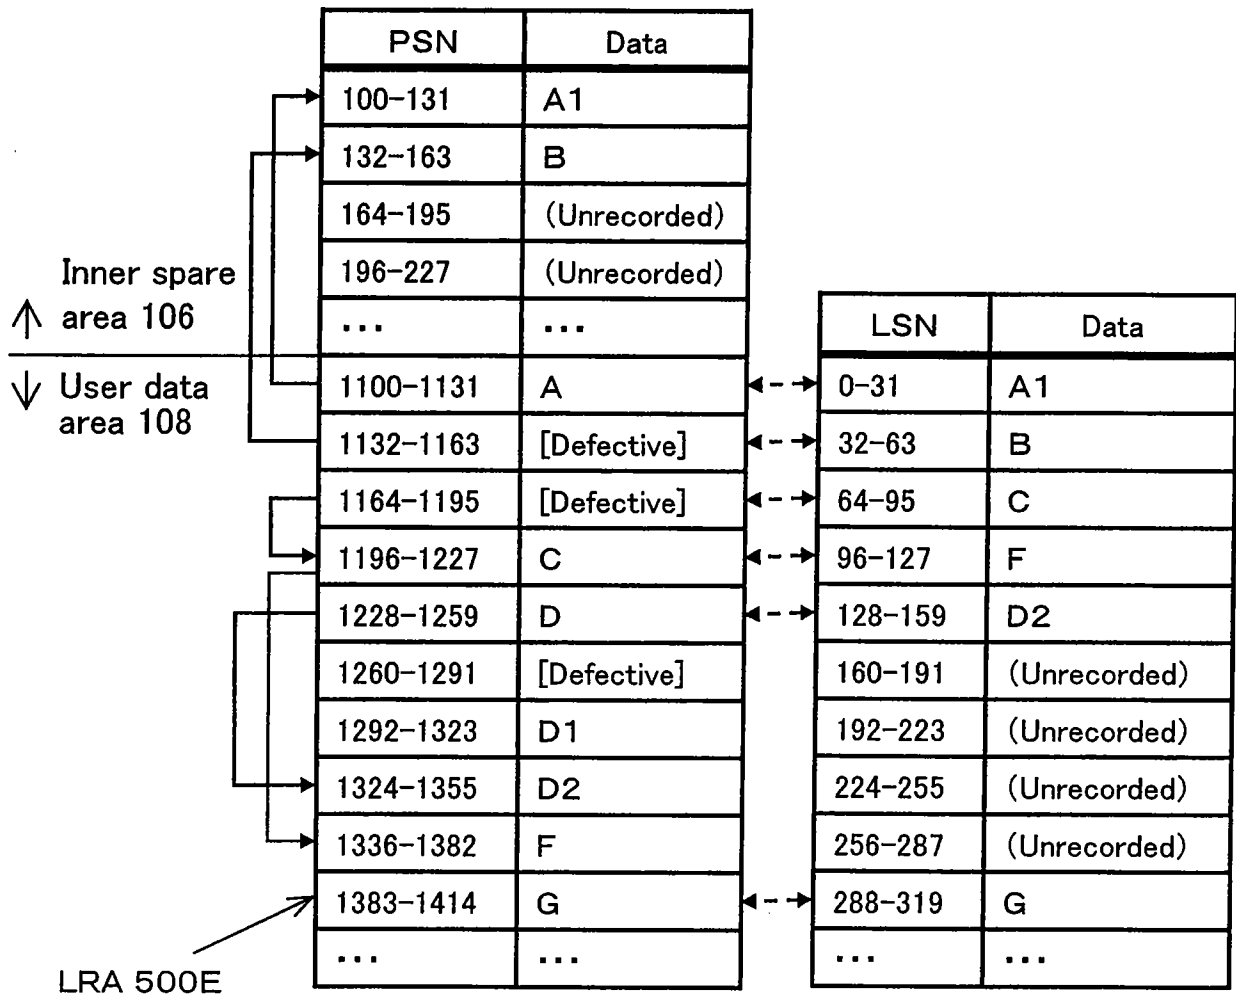 PSN Data
100-131 A1
132-163 B
164-195 (Unrecorded)
196-227 (Unrecorded)
... ...
1100-1131 A
1132-1163 [Defective]
1164-1195 [Defective]
1196-1227 C
1228-1259 D
1260-1291 [Defective]
1292-1323 D1
1324-1355 D2
1336-1382 F
1383-1414 G
... ...
Inner spare
area 106
User data
area 108
LRA 500E
LSN Data
0-31 A1
32-63 B
64-95 C
96-127 F
128-159 D2
160-191 (Unrecorded)
192-223 (Unrecorded)
224-255 (Unrecorded)
256-287 (Unrecorded)
288-319 G
... ...